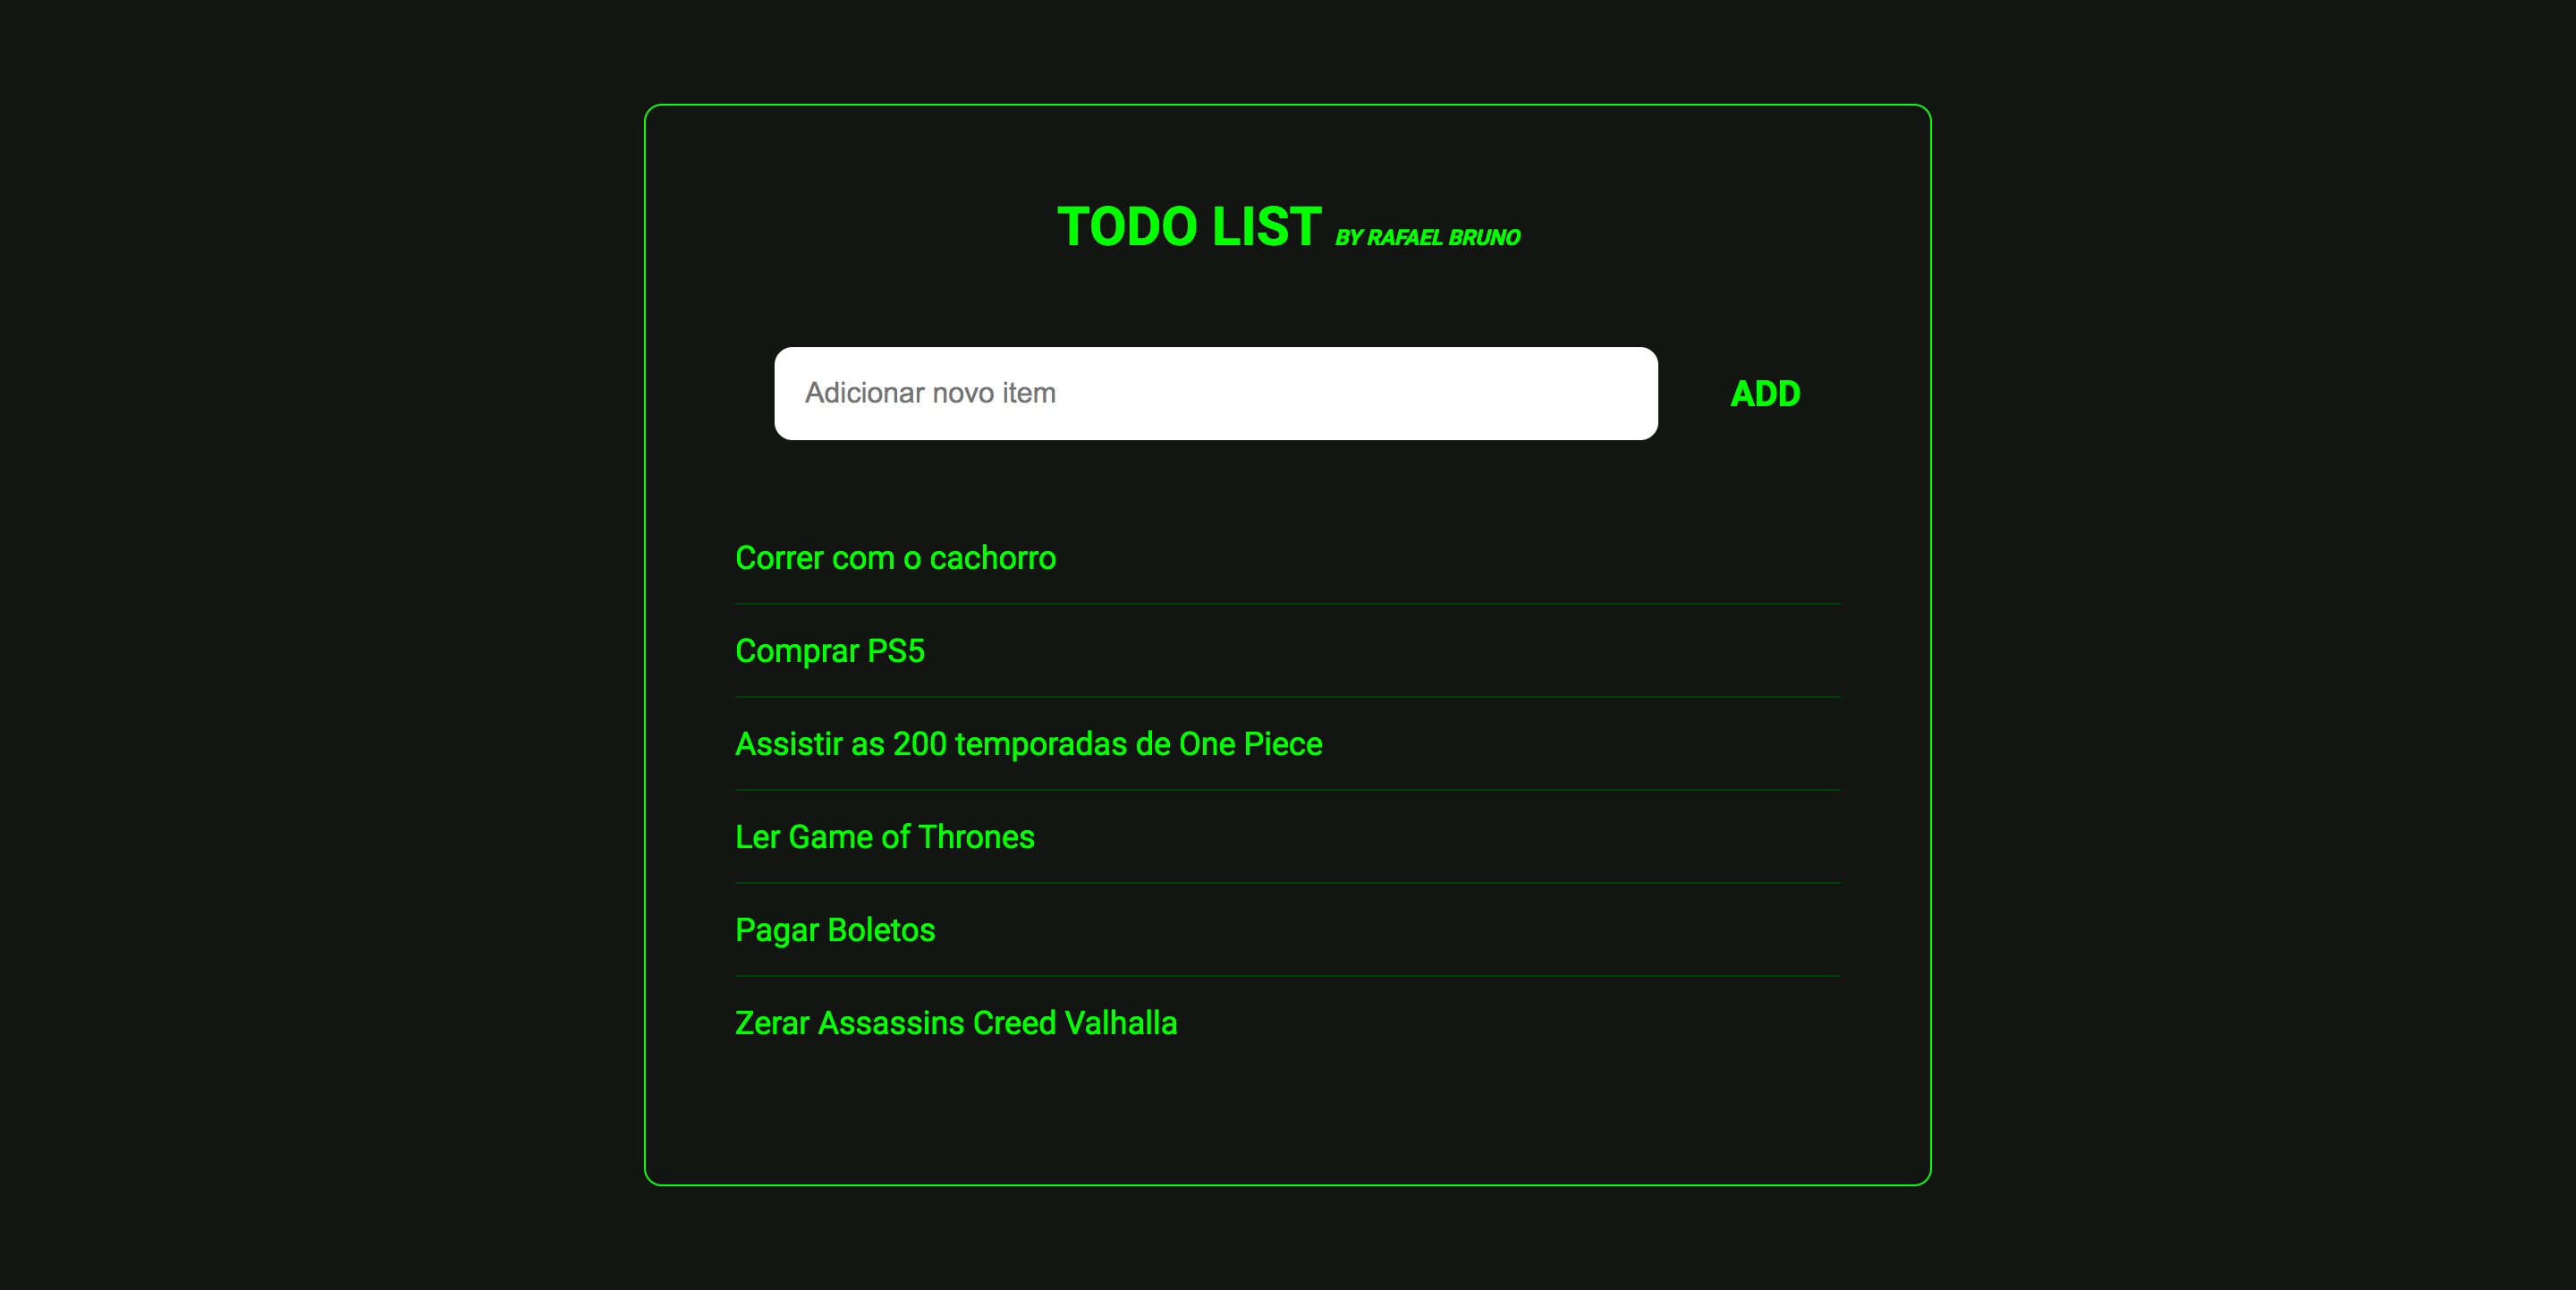 TODO LIST BY RAFAEL BRUNO
Adicionar novo item
ADD
Correr com o cachorro
Comprar PS5
Assistir as 200 temporadas de One Piece
Ler Game of Thrones
Pagar Boletos
Zerar Assassins Creed Valhalla